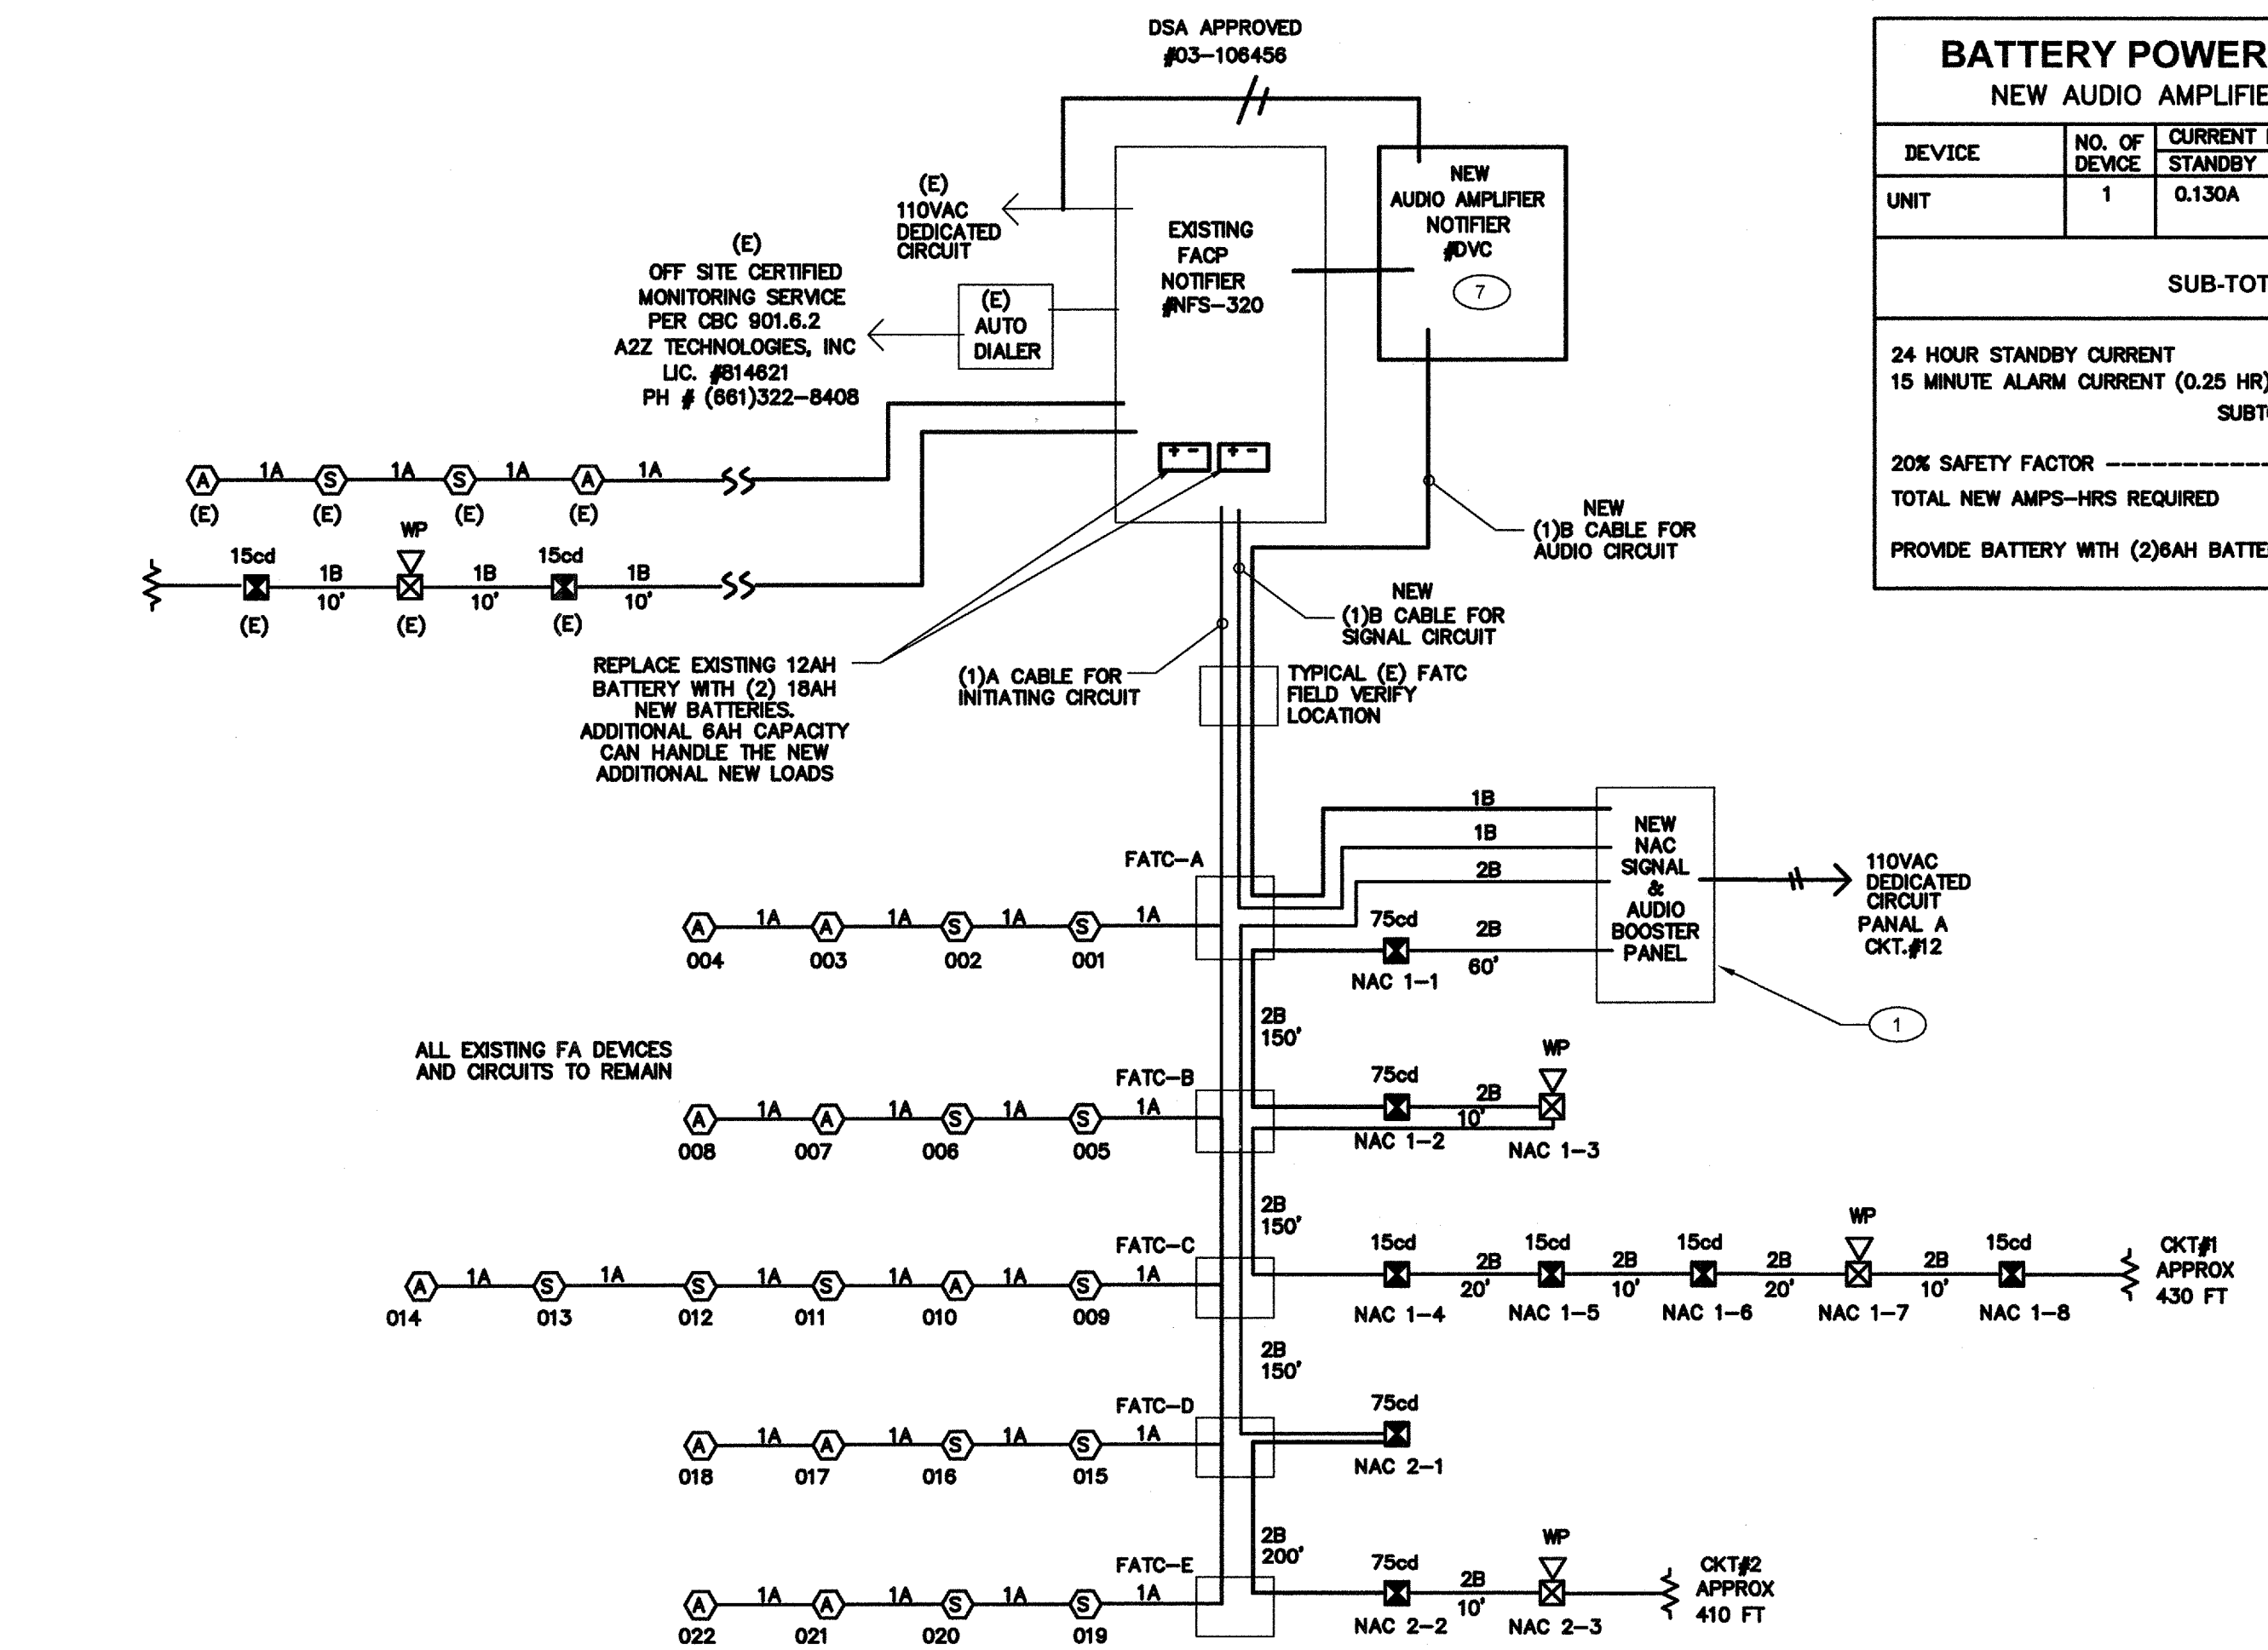 DSA APPROVED
#03-106456
BATTERY POWER
NEW AUDIO AMPLIFIE
DEVICE
NO. OF
DEVICE
CURRENT
STANDBY
UNIT
1
0.130A
SUB-TOT
24 HOUR STANDBY CURRENT
15 MINUTE ALARM CURRENT (0.25 HR)
SUBT
20% SAFETY FACTOR -----------
TOTAL NEW AMPS-HRS REQUIRED
PROVIDE BATTERY WITH (2)6AH BATTE
(E)
110VAC
DEDICATED
CIRCUIT
EXISTING
FACP
NOTIFIER
#NFS-320
NEW
AUDIO AMPLIFIER
NOTIFIER
#DVC
7
(E)
OFF SITE CERTIFIED
MONITORING SERVICE
PER CBC 901.6.2
A2Z TECHNOLOGIES, INC
LIC. #814621
PH # (661)322-8408
(E)
AUTO
DIALER
+ -
+ -
A 1A S 1A S 1A A 1A
(E) (E) (E) (E)
WP
15cd 15cd
1B 1B 1B
10' 10' 10'
(E) (E) (E)
NEW
(1)B CABLE FOR
AUDIO CIRCUIT
NEW
(1)B CABLE FOR
SIGNAL CIRCUIT
REPLACE EXISTING 12AH
BATTERY WITH (2) 18AH
NEW BATTERIES.
ADDITIONAL 6AH CAPACITY
CAN HANDLE THE NEW
ADDITIONAL NEW LOADS
(1)A CABLE FOR
INITIATING CIRCUIT
TYPICAL (E) FATC
FIELD VERIFY
LOCATION
1B
1B
2B
2B
60'
NEW
NAC
SIGNAL
&
AUDIO
BOOSTER
PANEL
110VAC
DEDICATED
CIRCUIT
PANAL A
CKT.#12
1
FATC-A
A 1A A 1A S 1A S 1A
004 003 002 001
75cd
NAC 1-1
2B
150'
ALL EXISTING FA DEVICES
AND CIRCUITS TO REMAIN
FATC-B
A 1A A 1A S 1A S 1A
008 007 006 005
75cd
WP
2B
10'
NAC 1-2 NAC 1-3
2B
150'
FATC-C
A 1A S 1A S 1A S 1A A 1A S 1A
014 013 012 011 010 009
WP
15cd 15cd 15cd 15cd
2B 2B 2B 2B
20' 10' 20' 10'
NAC 1-4 NAC 1-5 NAC 1-6 NAC 1-7 NAC 1-8
CKT#1
APPROX
430 FT
2B
150'
FATC-D
A 1A A 1A S 1A S 1A
018 017 016 015
75cd
NAC 2-1
2B
200'
FATC-E
A 1A A 1A S 1A S 1A
022 021 020 019
WP
75cd
2B
10'
NAC 2-2 NAC 2-3
CKT#2
APPROX
410 FT